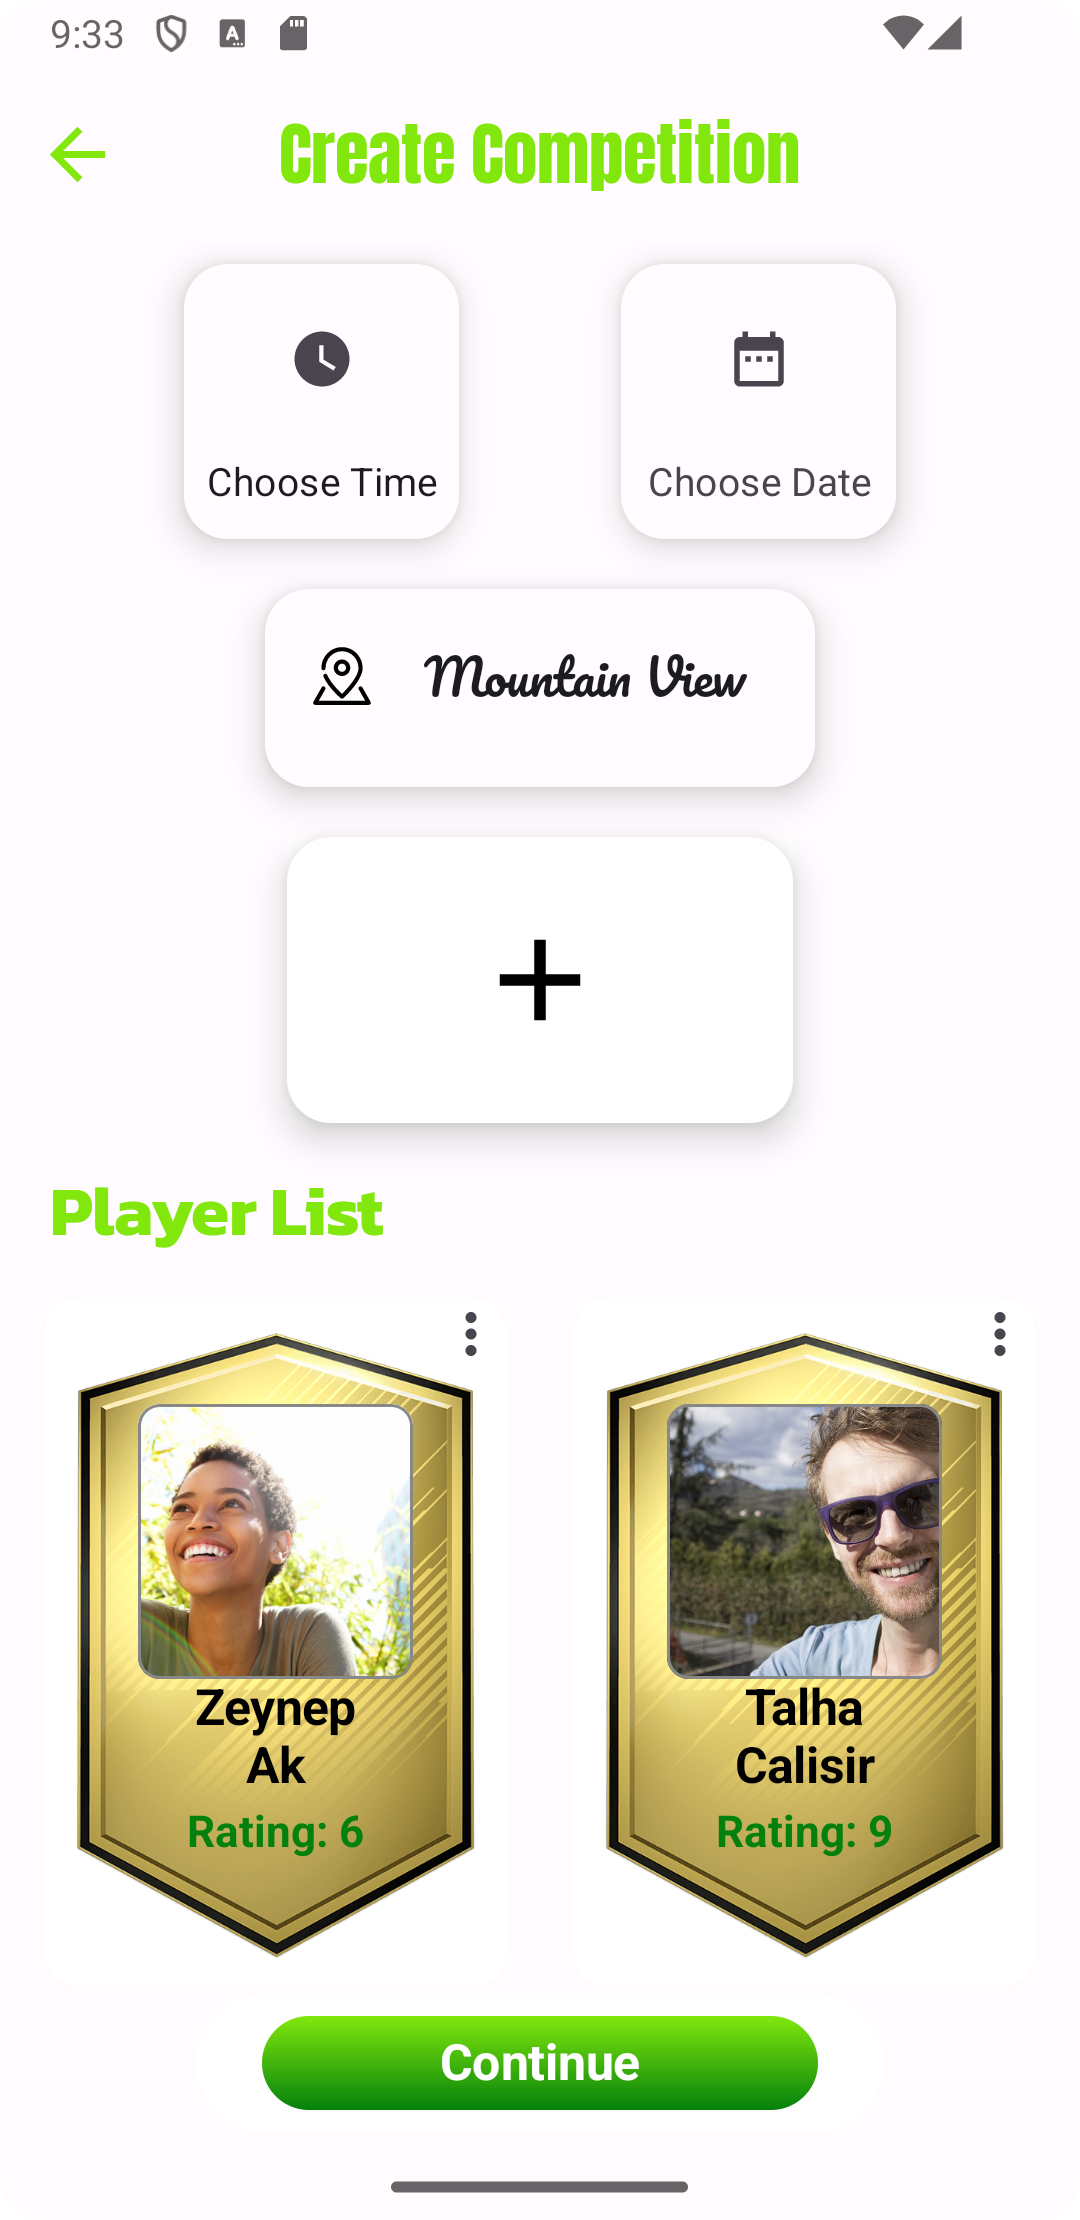 9:33
Create Competition
Choose Time
Choose Date
Mountain View
Player List
Zeynep
Ak
Rating: 6
Talha
Calisir
Rating: 9
Continue